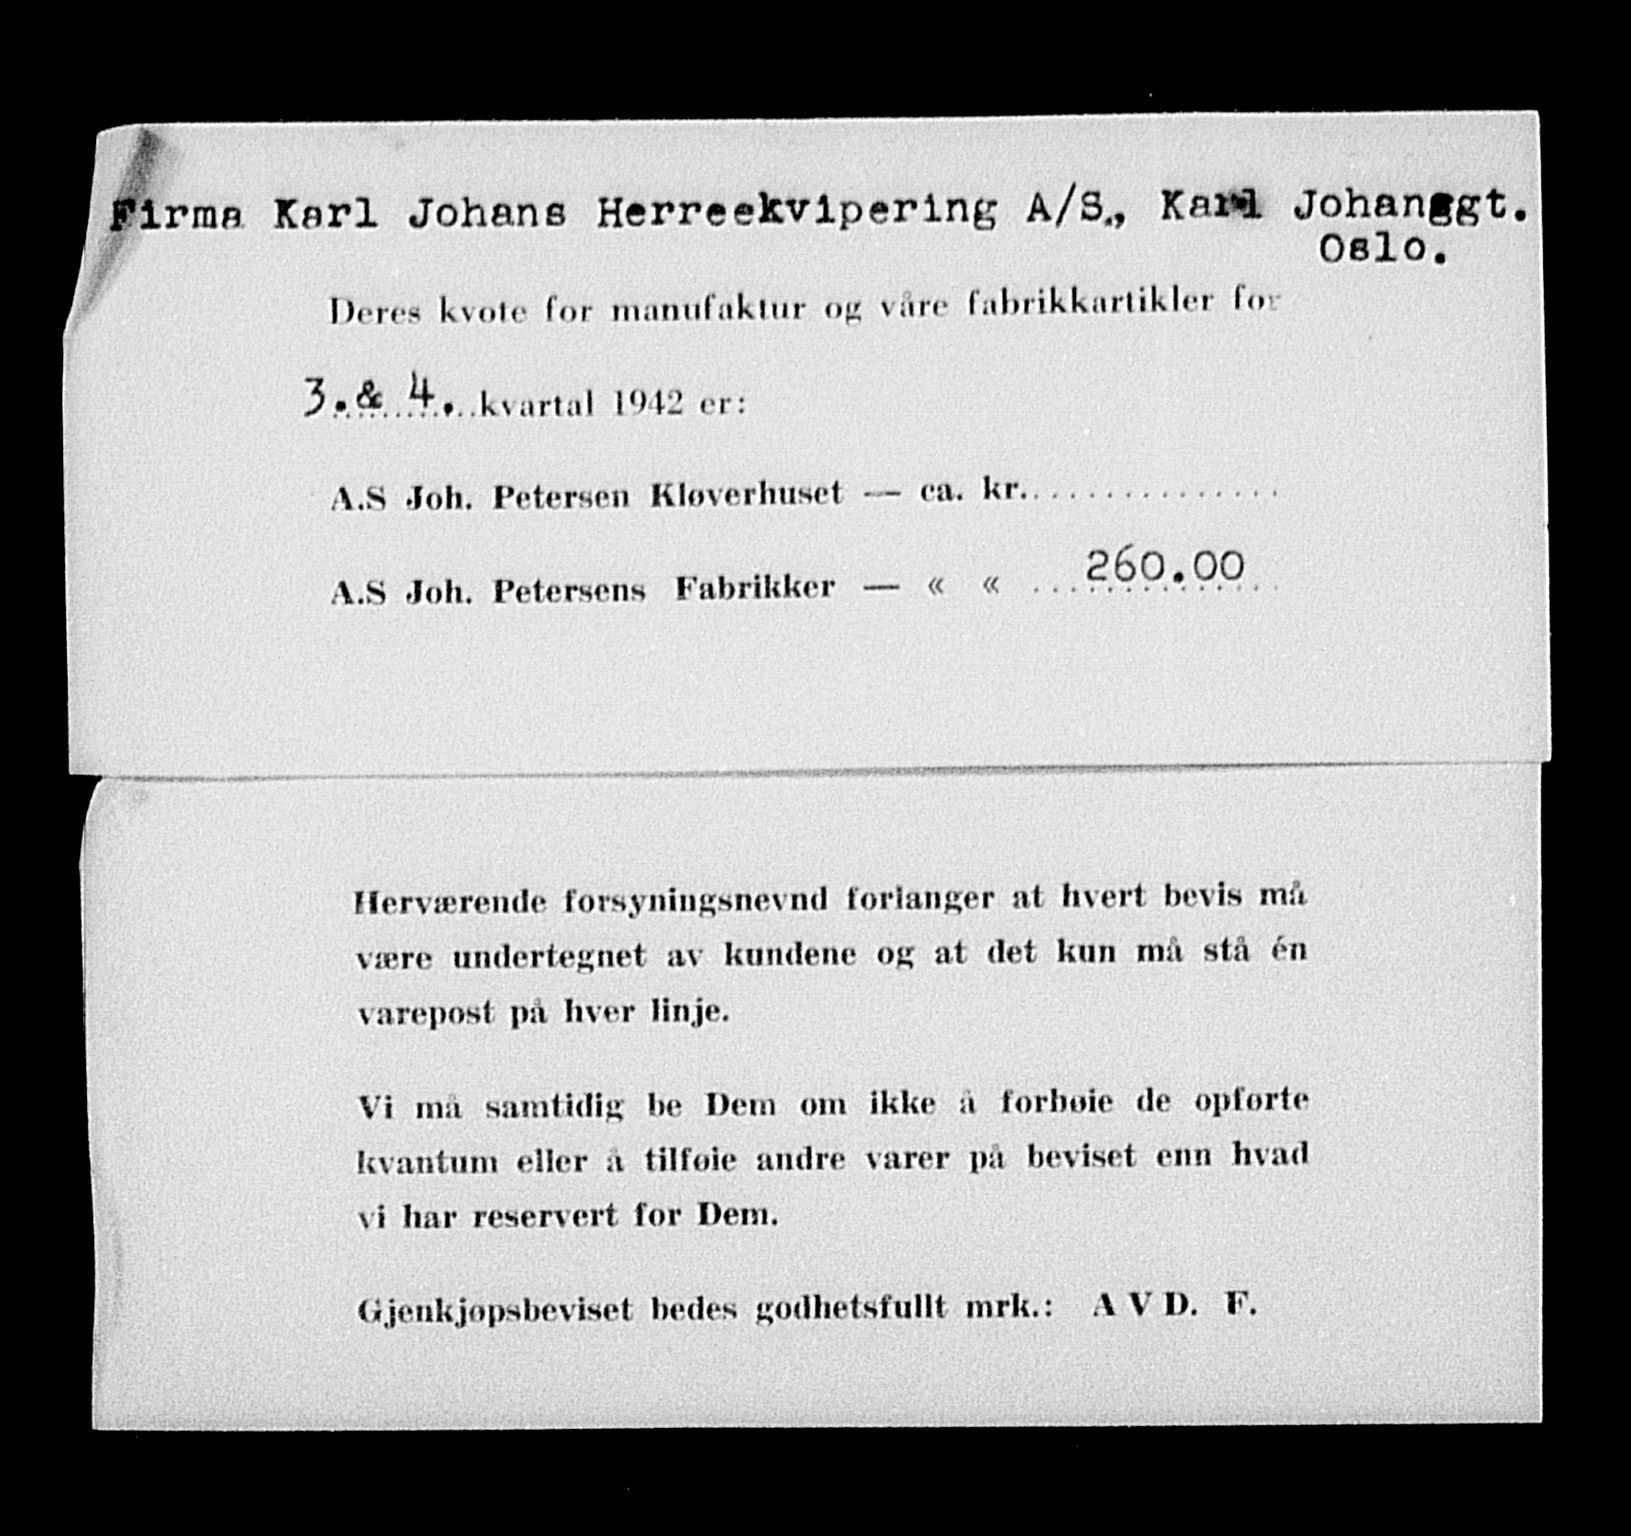 Firma Karl Johans Herreekvipering A/S., Karl Johansgt.
Oslo.
Deres kvote for manufaktur og våre fabrikkartikler for
3. & 4. kvartal 1942 er:
A.S Joh. Petersen Kløverhuset — ca. kr.
A.S Joh. Petersens Fabrikker — « « 260.00
Herværende forsyningsnevnd forlanger at hvert bevis må
være undertegnet av kundene og at det kun må stå én
varepost på hver linje.
Vi må samtidig be Dem om ikke å forhøie de opførte
kvantum eller å tilføie andre varer på beviset enn hvad
vi har reservert for Dem.
Gjenkjøpsbeviset bedes godhetsfullt mrk.: AVD. F.